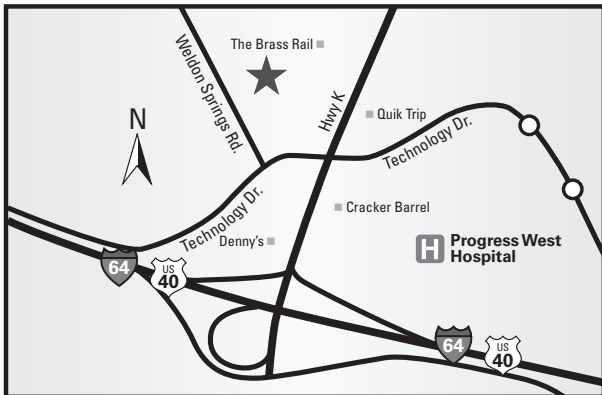 The Brass Rail
Weldon Springs Rd.
Hwy K
Quik Trip
N
Technology Dr.
Technology Dr.
Cracker Barrel
Denny's
H
Progress West
Hospital
64
US
40
64
US
40